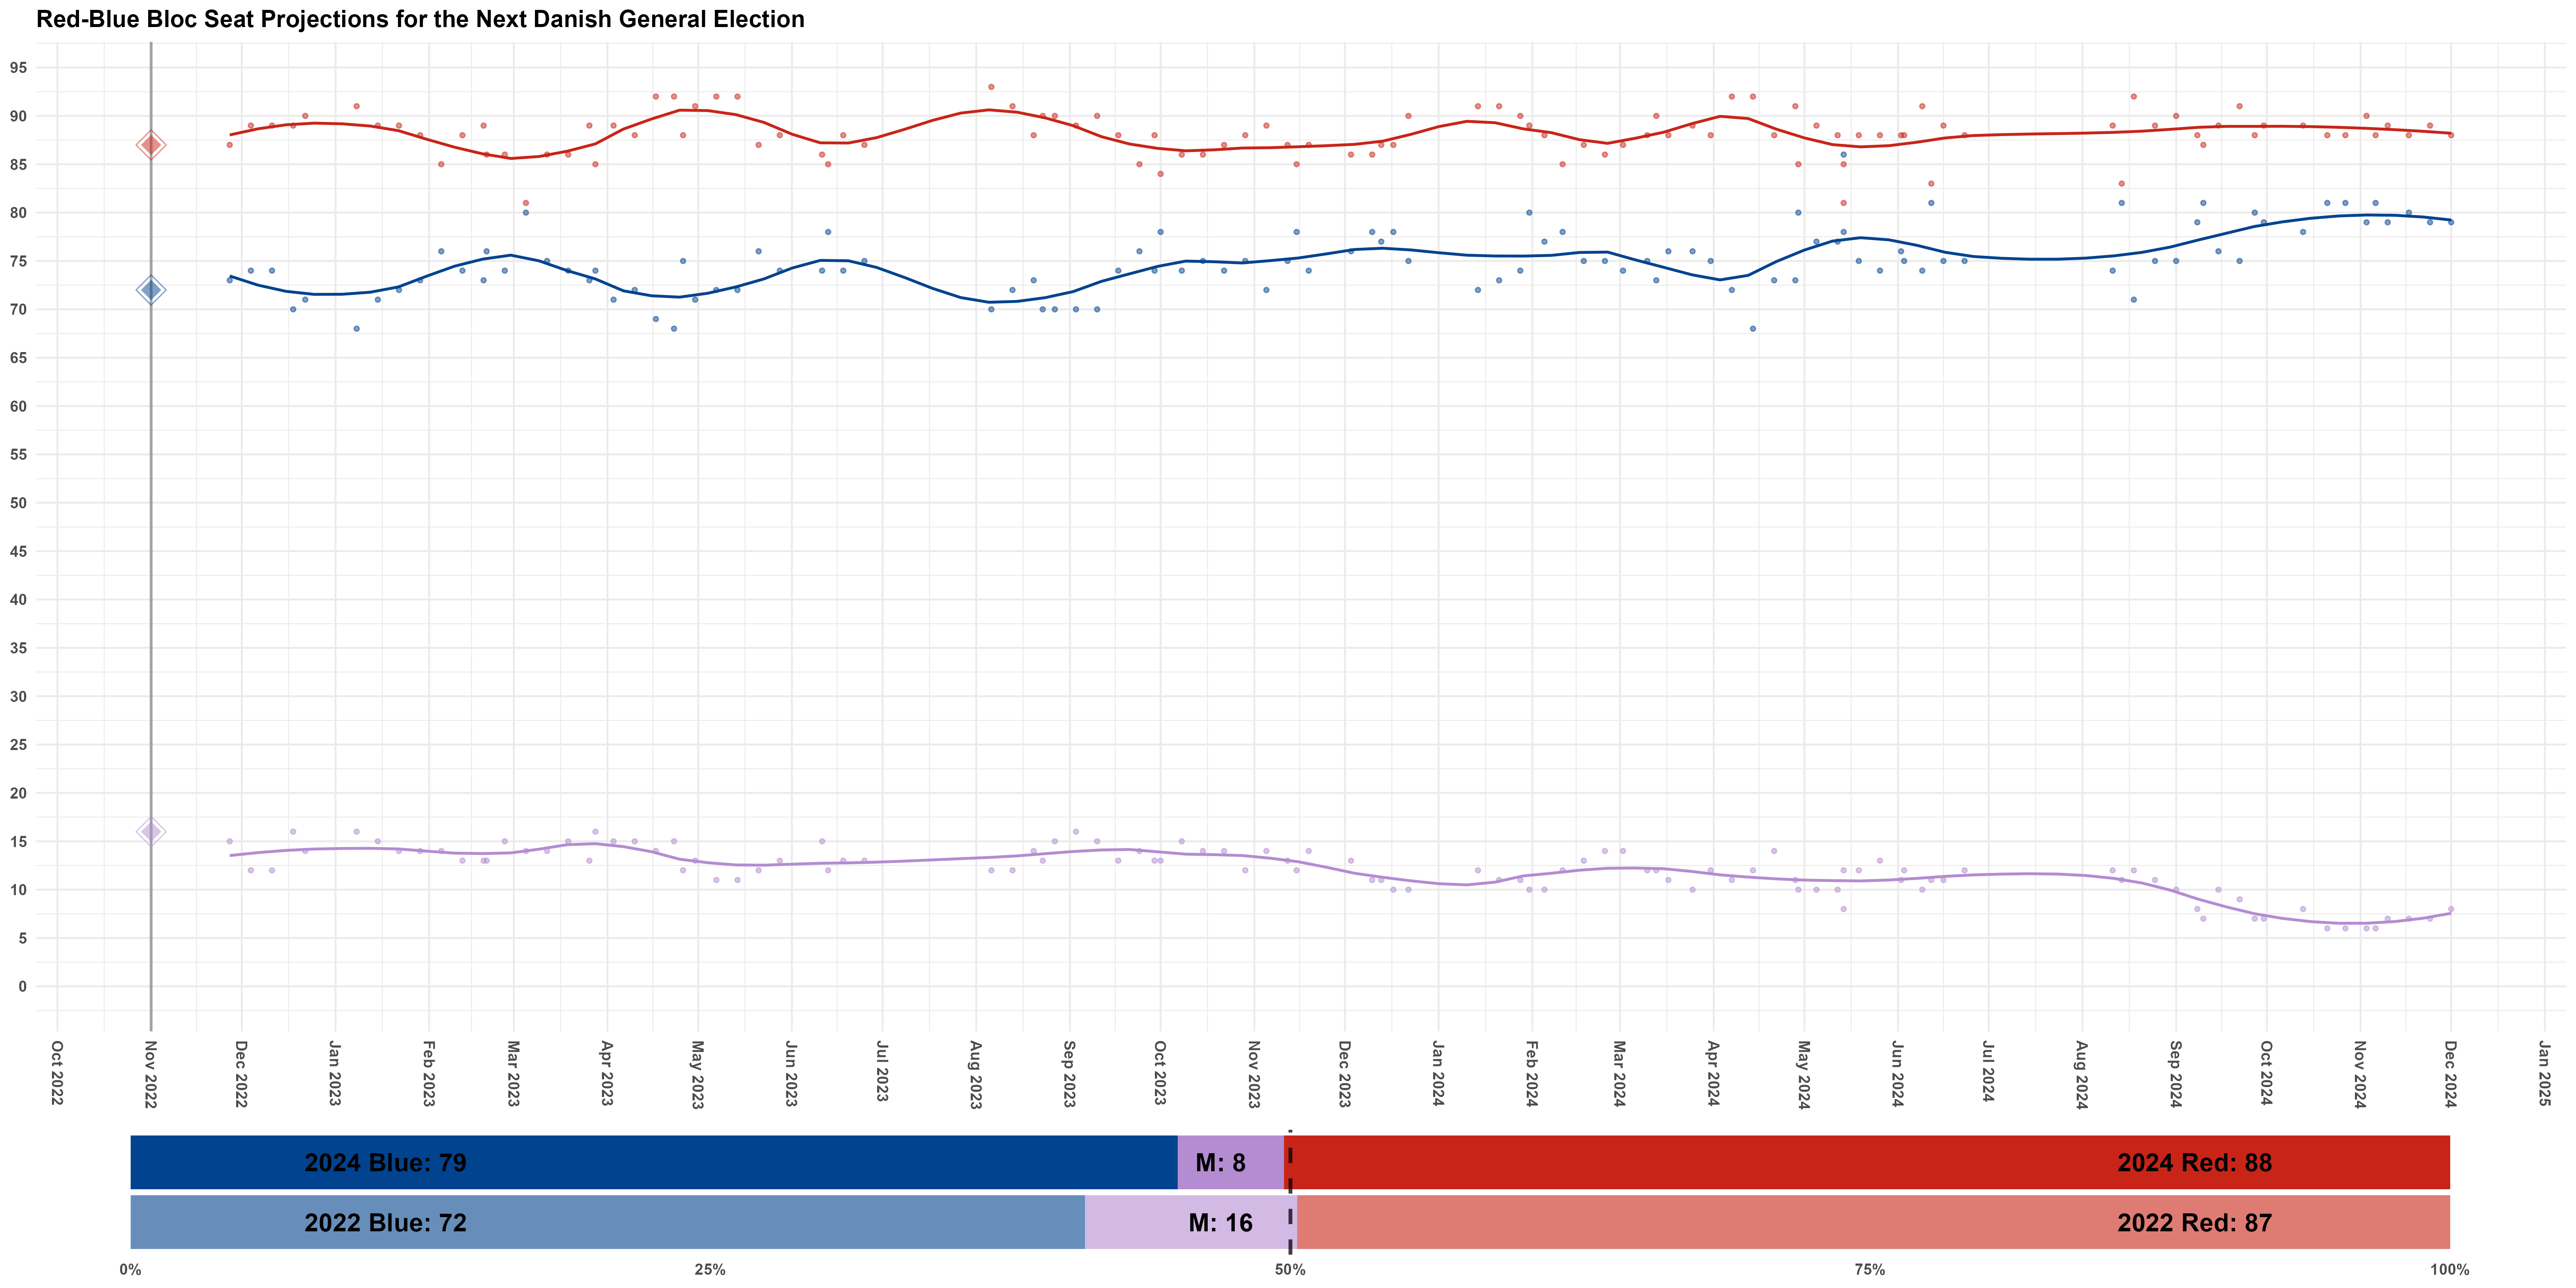 Red-Blue Bloc Seat Projections for the Next Danish General Election
95
90
85
80
75
70
65
60
55
50
45
40
35
30
25
20
15
10
5
0
Oct 2022
Nov 2022
Dec 2022
Jan 2023
Feb 2023
Mar 2023
Apr 2023
May 2023
Jun 2023
Jul 2023
Aug 2023
Sep 2023
Oct 2023
Nov 2023
Dec 2023
Jan 2024
Feb 2024
Mar 2024
Apr 2024
May 2024
Jun 2024
Jul 2024
Aug 2024
Sep 2024
Oct 2024
Nov 2024
Dec 2024
Jan 2025
2024 Blue: 79 M: 8 2024 Red: 88
2022 Blue: 72 M: 16 2022 Red: 87
0% 25% 50% 75% 100%